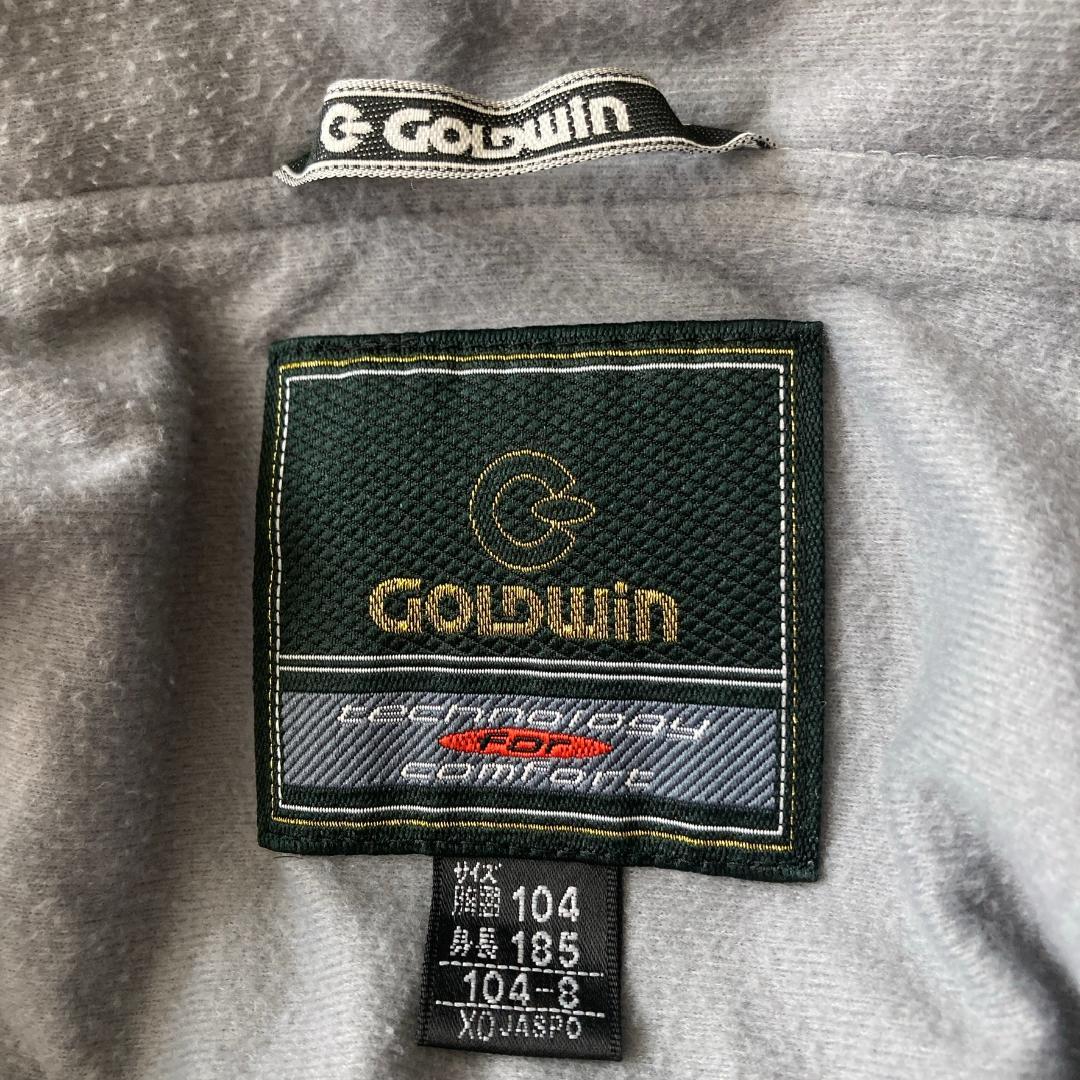 GOLDWin
GOLDWin
technology
for
comfort
サイズ
胸囲 104
身長 185
104-8
XO JASPO